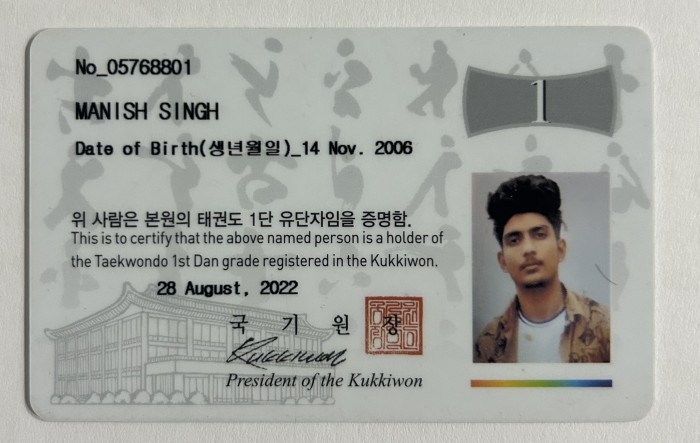 No_05768801
1
MANISH SINGH
Date of Birth(생년월일)_14 Nov. 2006
위 사람은 본원의 태권도 1단 유단자임을 증명함.
This is to certify that the above named person is a holder of
the Taekwondo 1st Dan grade registered in the Kukkiwon.
28 August, 2022
국 기 원 장
Kukkiwon
President of the Kukkiwon